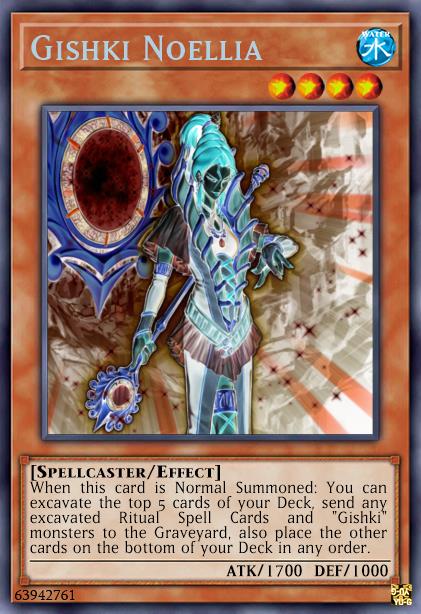 Gishki Noellia
WATER
水
[Spellcaster/Effect]
When this card is Normal Summoned: You can
excavate the top 5 cards of your Deck, send any
excavated Ritual Spell Cards and "Gishki"
monsters to the Graveyard, also place the other
cards on the bottom of your Deck in any order.
ATK/1700 DEF/1000
63942761